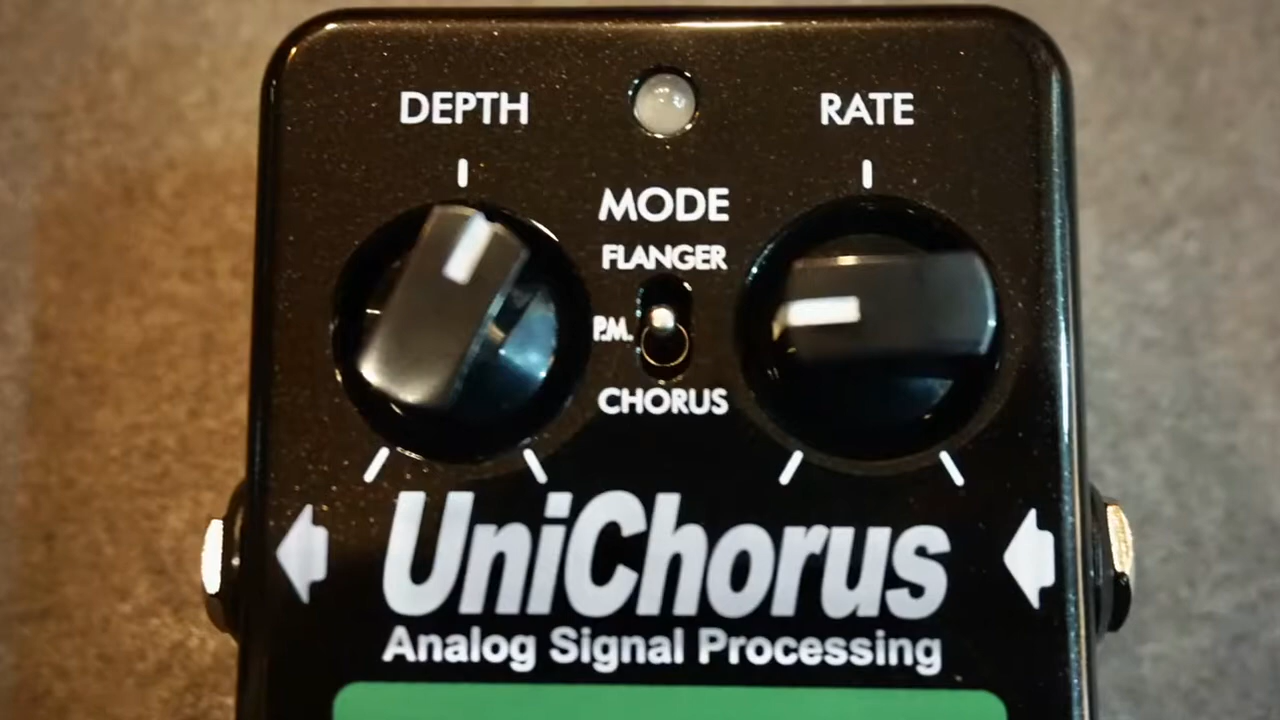 DEPTH
RATE
MODE
FLANGER
P.M.
CHORUS
UniChorus
Analog Signal Processing